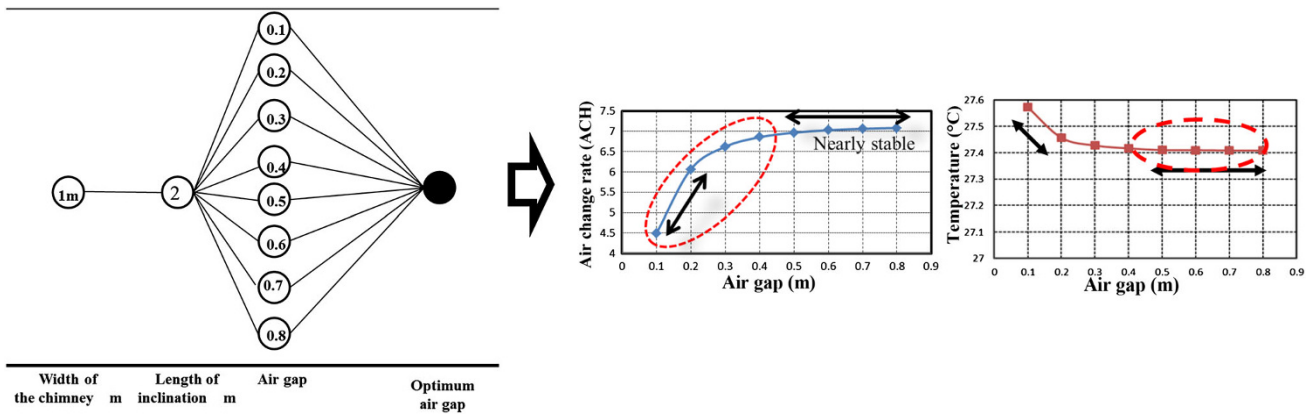 0.1
0.2
0.3
0.4
0.5
0.6
0.7
0.8
1m
2
Width of
the chimney m
Length of
inclination m
Air gap
Optimum
air gap
Air change rate (ACH)
7.5
7
6.5
6
5.5
5
4.5
4
0 0.1 0.2 0.3 0.4 0.5 0.6 0.7 0.8 0.9
Air gap (m)
Nearly stable
Temperature (°C)
27.6
27.5
27.4
27.3
27.2
27.1
27
0 0.1 0.2 0.3 0.4 0.5 0.6 0.7 0.8 0.9
Air gap (m)